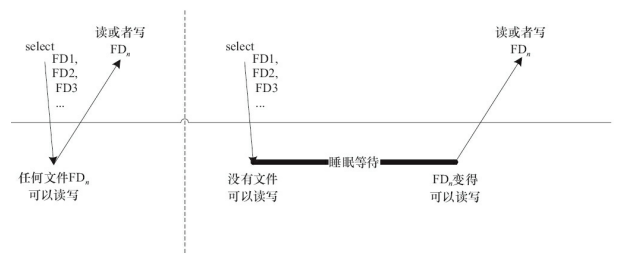 select
FD1,
FD2,
FD3
...
读或者写
FDn
任何文件FDn
可以读写
select
FD1,
FD2,
FD3
...
读或者写
FDn
睡眠等待
没有文件
可以读写
FDn变得
可以读写